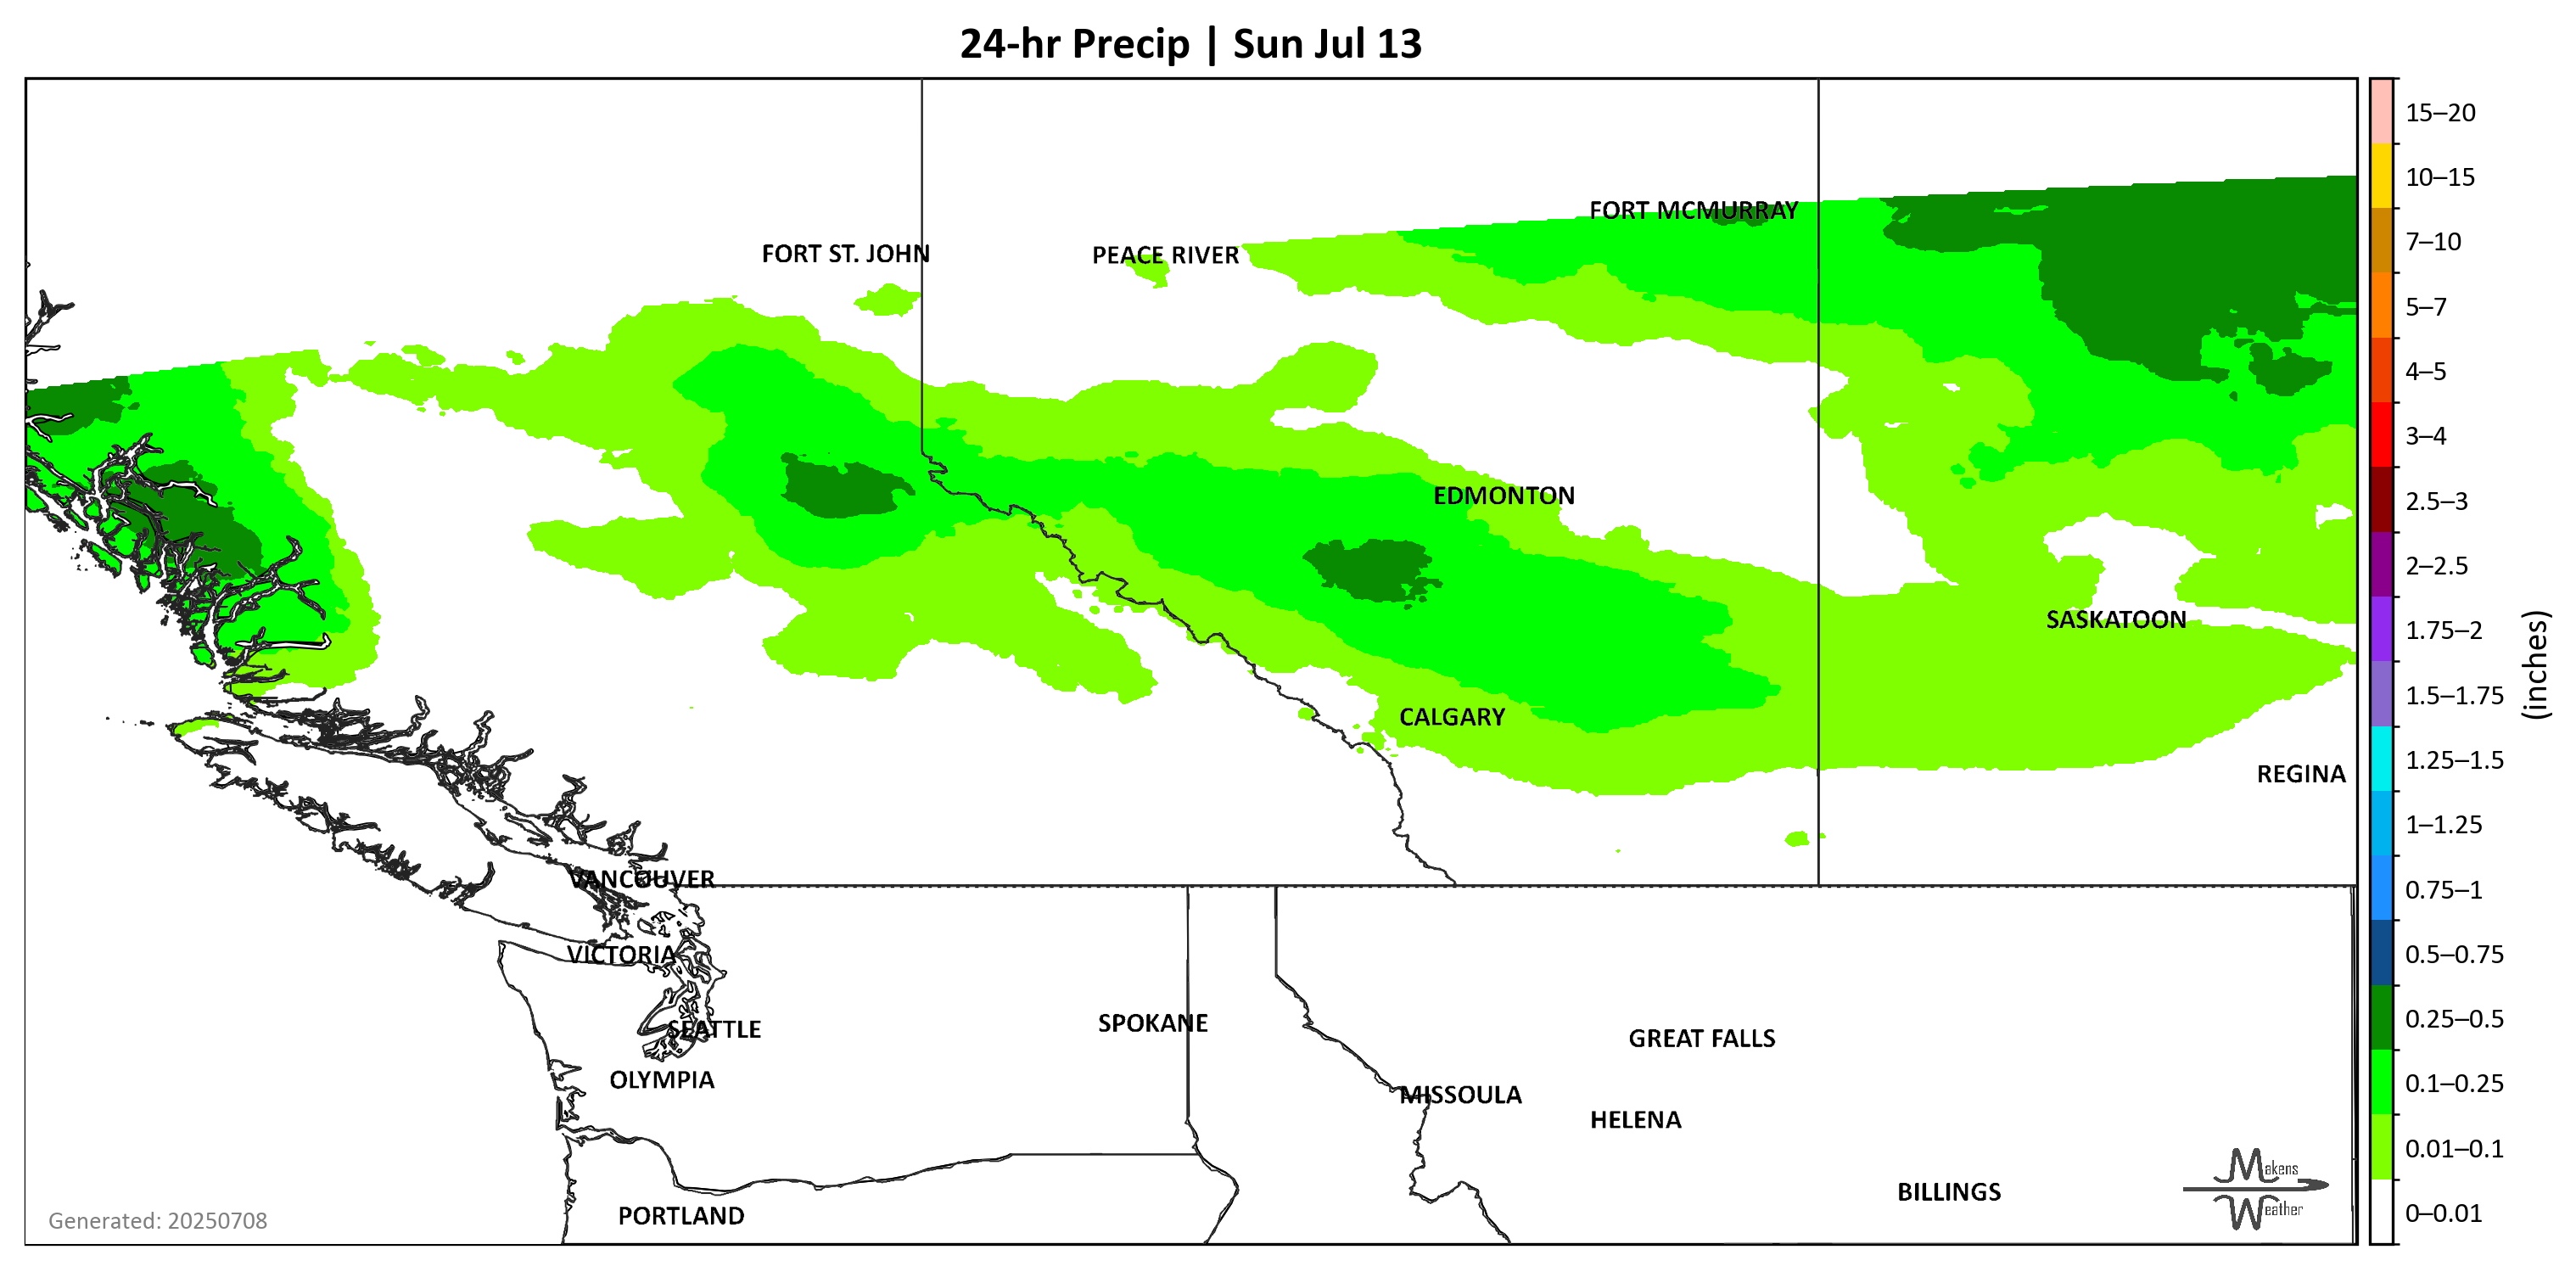 24-hr Precip | Sun Jul 13
15–20
10–15
FORT MCMURRAY
7–10
FORT ST. JOHN
PEACE RIVER
5–7
4–5
3–4
EDMONTON
2.5–3
2–2.5
SASKATOON
1.75–2
(inches)
1.5–1.75
CALGARY
1.25–1.5
REGINA
1–1.25
VANCOUVER
0.75–1
VICTORIA
0.5–0.75
SEATTLE
SPOKANE
0.25–0.5
GREAT FALLS
OLYMPIA
0.1–0.25
MISSOULA
HELENA
0.01–0.1
Makens
Weather
BILLINGS
PORTLAND
0–0.01
Generated: 20250708